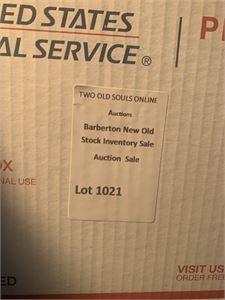 ED STATES
AL SERVICE®
P
TWO OLD SOULS ONLINE
Auctions
Barberton New Old
Stock Inventory Sale
Auction Sale
Lot 1021
OX
NAL USE
VISIT US
ORDER FREE
ED